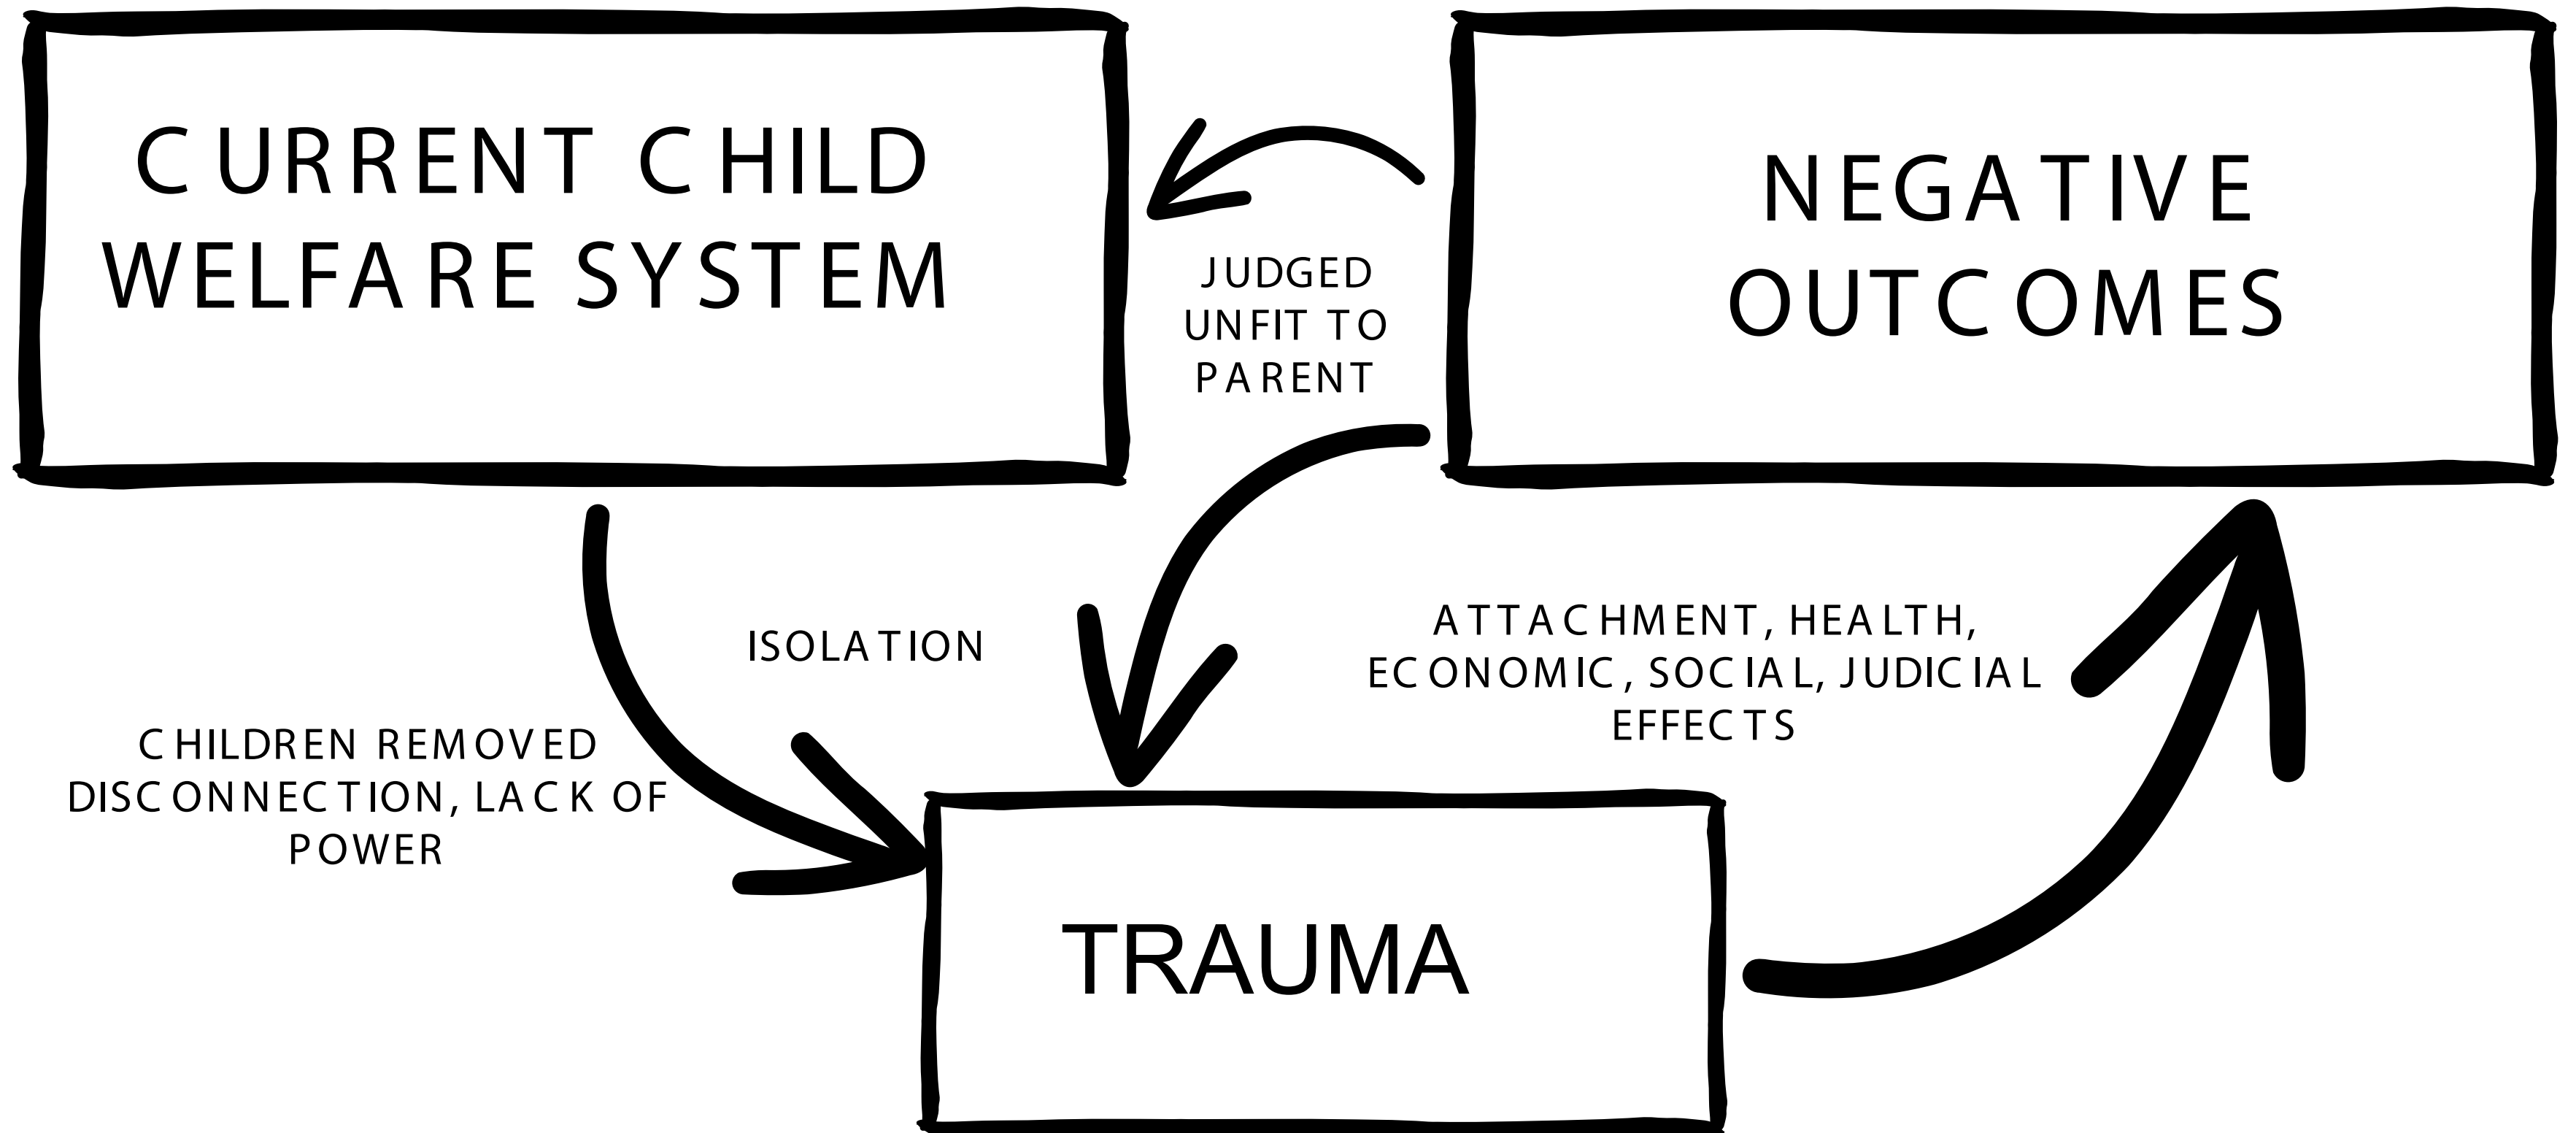 CURRENT CHILD
WELFARE SYSTEM
NEGATIVE
OUTCOMES
JUDGED
UNFIT TO
PARENT
ISOLATION
ATTACHMENT, HEALTH,
ECONOMIC, SOCIAL, JUDICIAL
EFFECTS
CHILDREN REMOVED
DISCONNECTION, LACK OF
POWER
TRAUMA